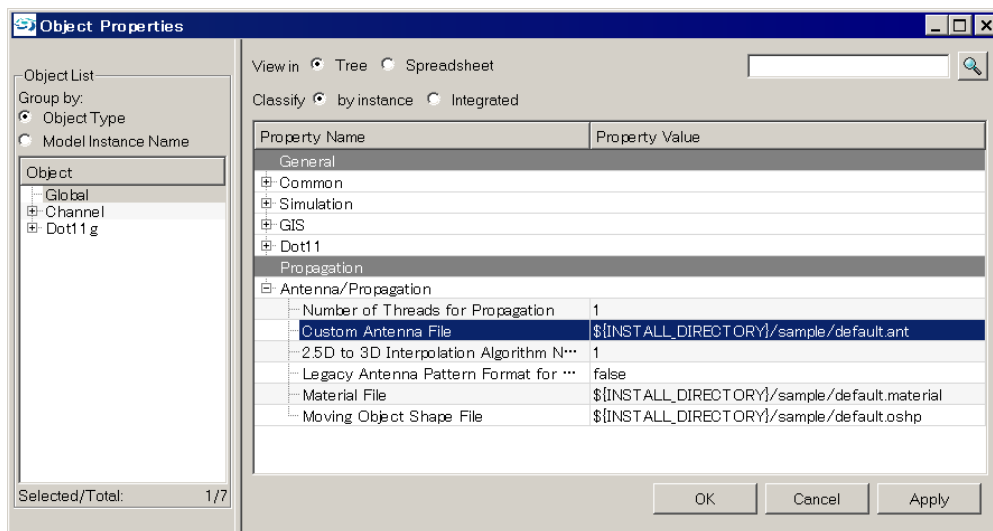 Object Properties
Object List
Group by:
Object Type
Model Instance Name
Object
Global
Channel
Dot11g
Selected/Total: 1/7
View in Tree Spreadsheet
Classify by instance Integrated
Property Name Property Value
General
Common
Simulation
GIS
Dot11
Propagation
Antenna/Propagation
Number of Threads for Propagation 1
Custom Antenna File ${INSTALL_DIRECTORY}/sample/default.ant
2.5D to 3D Interpolation Algorithm N⋯ 1
Legacy Antenna Pattern Format for ⋯ false
Material File ${INSTALL_DIRECTORY}/sample/default.material
Moving Object Shape File ${INSTALL_DIRECTORY}/sample/default.oshp
OK Cancel Apply